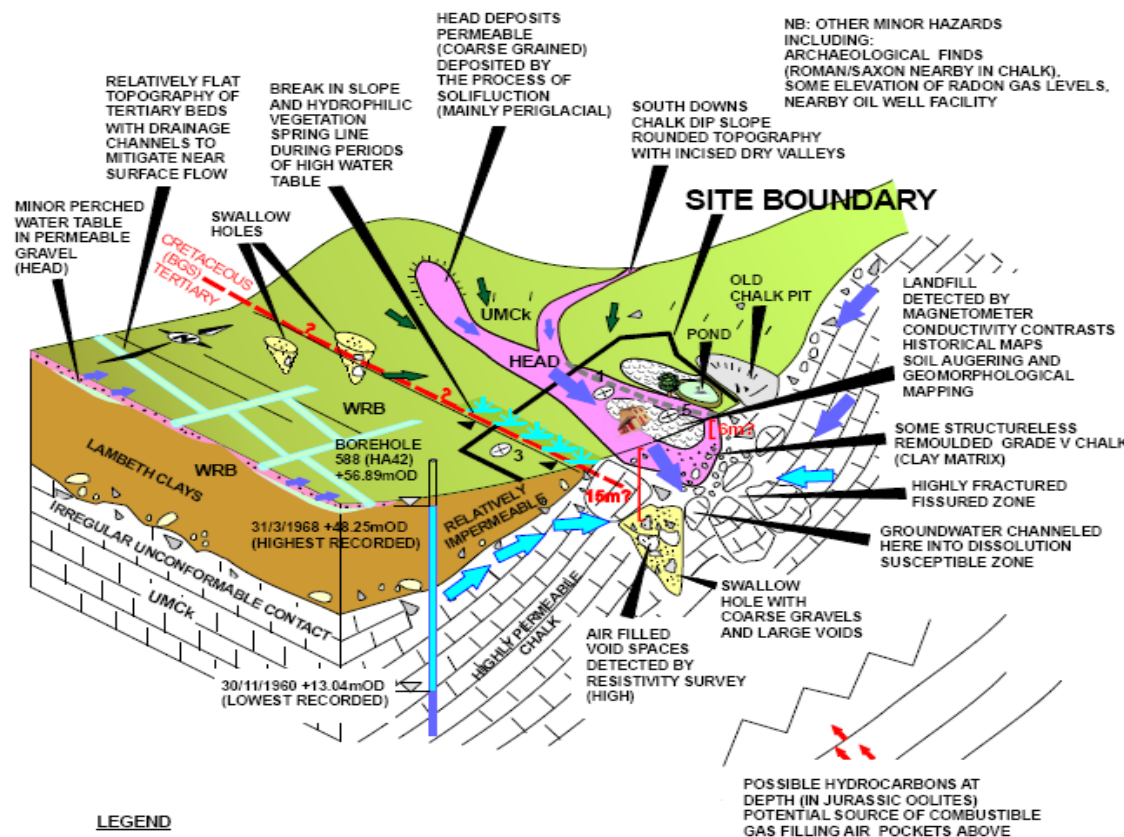 HEAD DEPOSITS
PERMEABLE
(COARSE GRAINED)
DEPOSITED BY
THE PROCESS OF
SOLIFLUCTION
(MAINLY PERIGLACIAL)
NB: OTHER MINOR HAZARDS
INCLUDING:
ARCHAEOLOGICAL FINDS
(ROMAN/SAXON NEARBY IN CHALK),
SOME ELEVATION OF RADON GAS LEVELS,
NEARBY OIL WELL FACILITY
RELATIVELY FLAT
TOPOGRAPHY OF
TERTIARY BEDS
WITH DRAINAGE
CHANNELS TO
MITIGATE NEAR
SURFACE FLOW
BREAK IN SLOPE
AND HYDROPHILIC
VEGETATION
SPRING LINE
DURING PERIODS
OF HIGH WATER
TABLE
SOUTH DOWNS
CHALK DIP SLOPE
ROUNDED TOPOGRAPHY
WITH INCISED DRY VALLEYS
SITE BOUNDARY
MINOR PERCHED
WATER TABLE
IN PERMEABLE
GRAVEL
(HEAD)
SWALLOW
HOLES
CRETACEOUS
(BGS)
TERTIARY
?
?
UMCk
HEAD
OLD
CHALK PIT
POND
LANDFILL
DETECTED BY
MAGNETOMETER
CONDUCTIVITY CONTRASTS
HISTORICAL MAPS
SOIL AUGERING AND
GEOMORPHOLOGICAL
MAPPING
4
5
6m?
3
15m?
WRB
WRB
BOREHOLE
588 (HA42)
+56.89mOD
LAMBETH CLAYS
RELATIVELY
IMPERMEABLE
31/3/1968 +48.25mOD
(HIGHEST RECORDED)
IRREGULAR UNCONFORMABLE CONTACT
UMCk
HIGHLY PERMEABLE
CHALK
30/11/1960 +13.04mOD
(LOWEST RECORDED)
SOME STRUCTURELESS
REMOULDED GRADE V CHALK
(CLAY MATRIX)
HIGHLY FRACTURED
FISSURED ZONE
GROUNDWATER CHANNELED
HERE INTO DISSOLUTION
SUSCEPTIBLE ZONE
SWALLOW
HOLE WITH
COARSE GRAVELS
AND LARGE VOIDS
AIR FILLED
VOID SPACES
DETECTED BY
RESISTIVITY SURVEY
(HIGH)
POSSIBLE HYDROCARBONS AT
DEPTH (IN JURASSIC OOLITES)
POTENTIAL SOURCE OF COMBUSTIBLE
GAS FILLING AIR POCKETS ABOVE
LEGEND